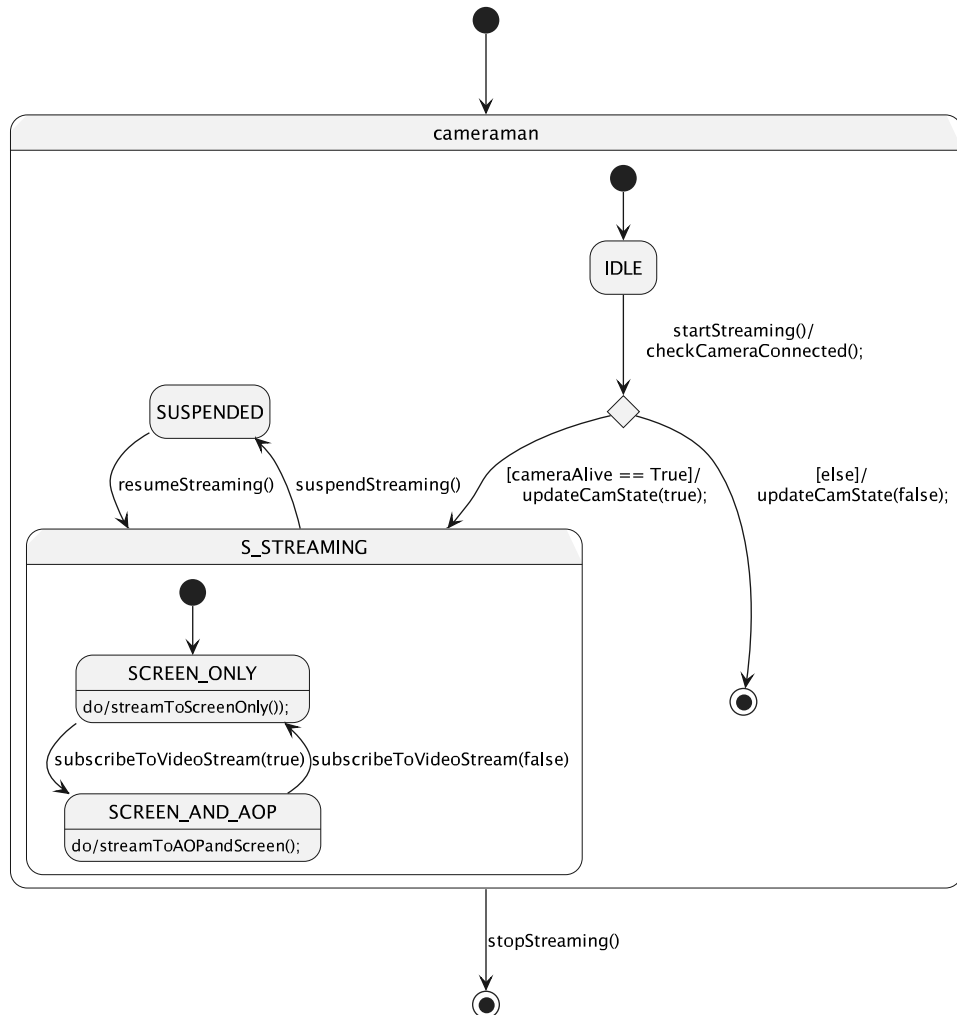 cameraman
IDLE
startStreaming()/
checkCameraConnected();
SUSPENDED
resumeStreaming()
suspendStreaming()
[cameraAlive == True]/
updateCamState(true);
[else]/
updateCamState(false);
S_STREAMING
SCREEN_ONLY
do/streamToScreenOnly());
subscribeToVideoStream(true)
subscribeToVideoStream(false)
SCREEN_AND_AOP
do/streamToAOPandScreen();
stopStreaming()